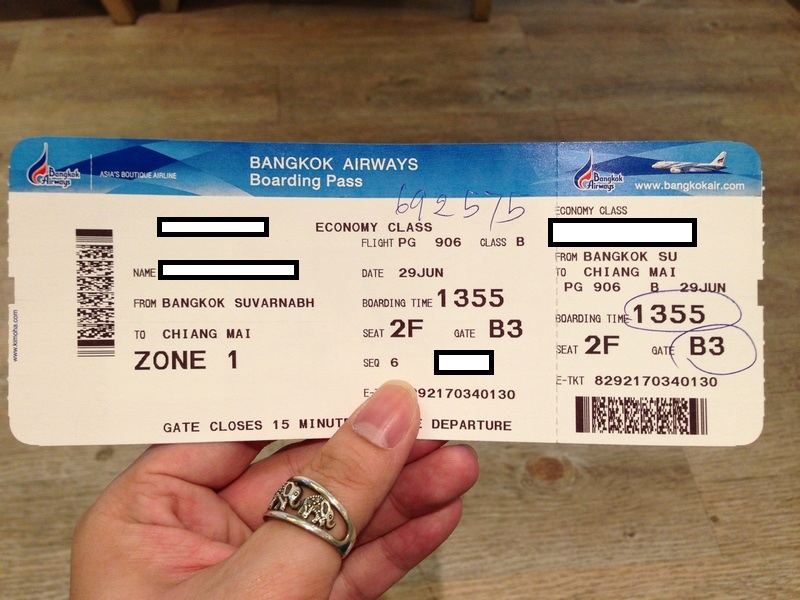 Bangkok Airways
ASIA'S BOUTIQUE AIRLINE
BANGKOK AIRWAYS
Boarding Pass
692575
ECONOMY CLASS
FLIGHT PG 906 CLASS B
NAME
DATE 29JUN
FROM BANGKOK SUVARNABH
BOARDING TIME 1355
TO CHIANG MAI
SEAT 2F GATE B3
ZONE 1
SEQ 6
8292170340130
GATE CLOSES 15 DEPARTURE
Bangkok Airways
www.bangkokair.com
ECONOMY CLASS
FROM BANGKOK SU
TO CHIANG MAI
PG 906 B 29JUN
BOARDING TIME 1355
SEAT 2F GATE B3
E-TKT 8292170340130